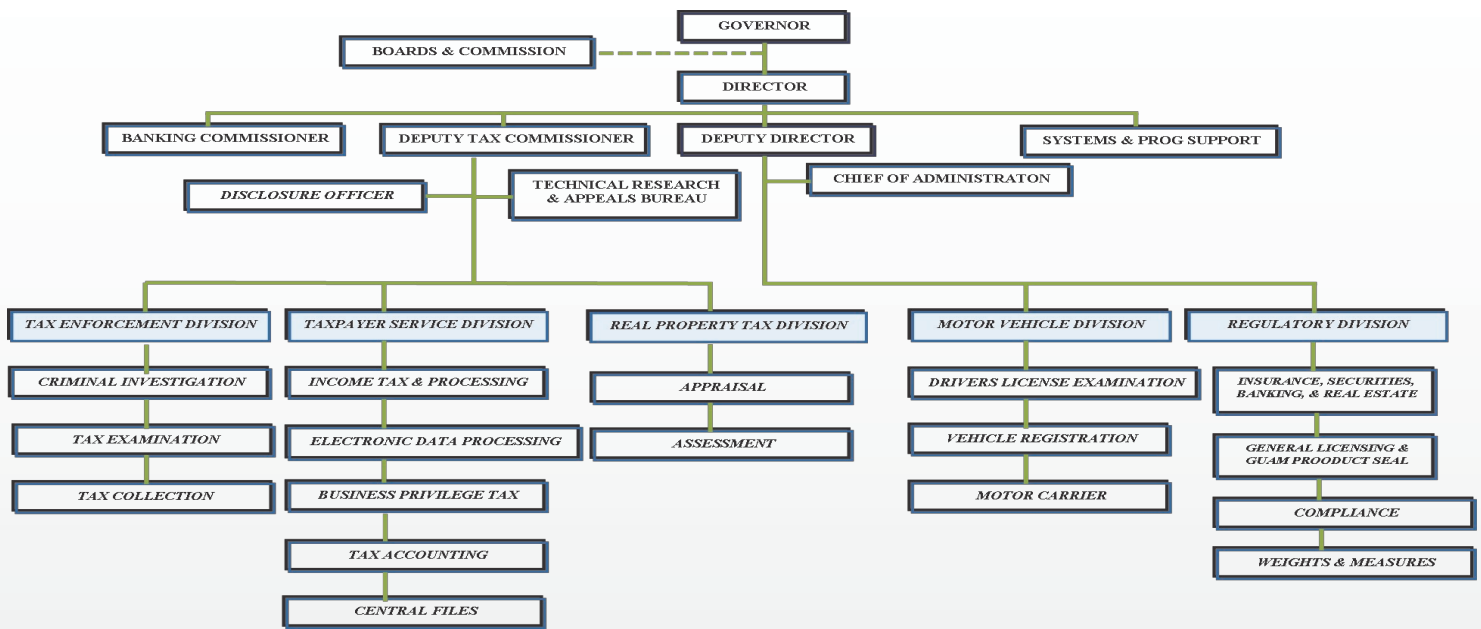 GOVERNOR
BOARDS & COMMISSION
DIRECTOR
BANKING COMMISSIONER
DEPUTY TAX COMMISSIONER
DEPUTY DIRECTOR
SYSTEMS & PROG SUPPORT
DISCLOSURE OFFICER
TECHNICAL RESEARCH
& APPEALS BUREAU
CHIEF OF ADMINISTRATON
TAX ENFORCEMENT DIVISION
TAXPAYER SERVICE DIVISION
REAL PROPERTY TAX DIVISION
MOTOR VEHICLE DIVISION
REGULATORY DIVISION
CRIMINAL INVESTIGATION
INCOME TAX & PROCESSING
APPRAISAL
DRIVERS LICENSE EXAMINATION
INSURANCE, SECURITIES,
BANKING, & REAL ESTATE
TAX EXAMINATION
ELECTRONIC DATA PROCESSING
ASSESSMENT
VEHICLE REGISTRATION
GENERAL LICENSING &
GUAM PROODUCT SEAL
TAX COLLECTION
BUSINESS PRIVILEGE TAX
MOTOR CARRIER
COMPLIANCE
TAX ACCOUNTING
WEIGHTS & MEASURES
CENTRAL FILES